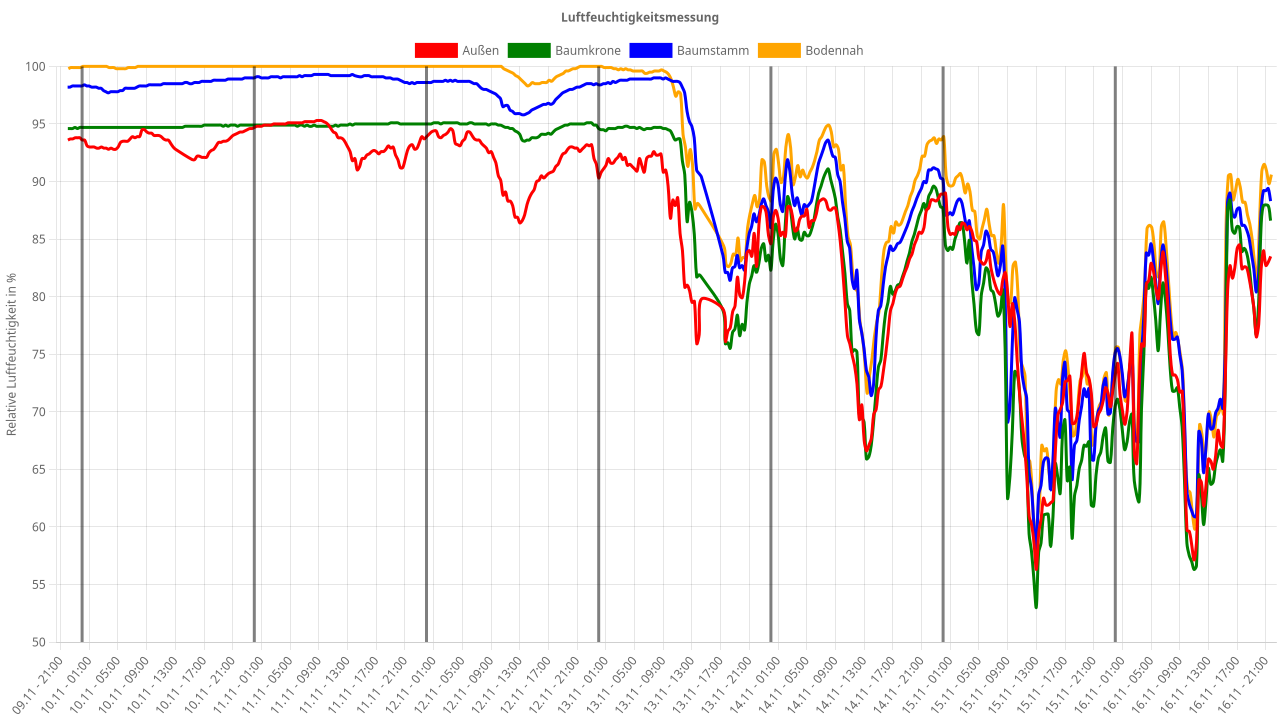 Luftfeuchtigkeitsmessung
Außen Baumkrone Baumstamm Bodennah
Relative Luftfeuchtigkeit in %
100
95
90
85
80
75
70
65
60
55
50
09.11 - 21:00
10.11 - 01:00
10.11 - 05:00
10.11 - 09:00
10.11 - 13:00
10.11 - 17:00
10.11 - 21:00
11.11 - 01:00
11.11 - 05:00
11.11 - 09:00
11.11 - 13:00
11.11 - 17:00
11.11 - 21:00
12.11 - 01:00
12.11 - 05:00
12.11 - 09:00
12.11 - 13:00
12.11 - 17:00
12.11 - 21:00
13.11 - 01:00
13.11 - 05:00
13.11 - 09:00
13.11 - 13:00
13.11 - 17:00
13.11 - 21:00
14.11 - 01:00
14.11 - 05:00
14.11 - 09:00
14.11 - 13:00
14.11 - 17:00
14.11 - 21:00
15.11 - 01:00
15.11 - 05:00
15.11 - 09:00
15.11 - 13:00
15.11 - 17:00
15.11 - 21:00
16.11 - 01:00
16.11 - 05:00
16.11 - 09:00
16.11 - 13:00
16.11 - 17:00
16.11 - 21:00